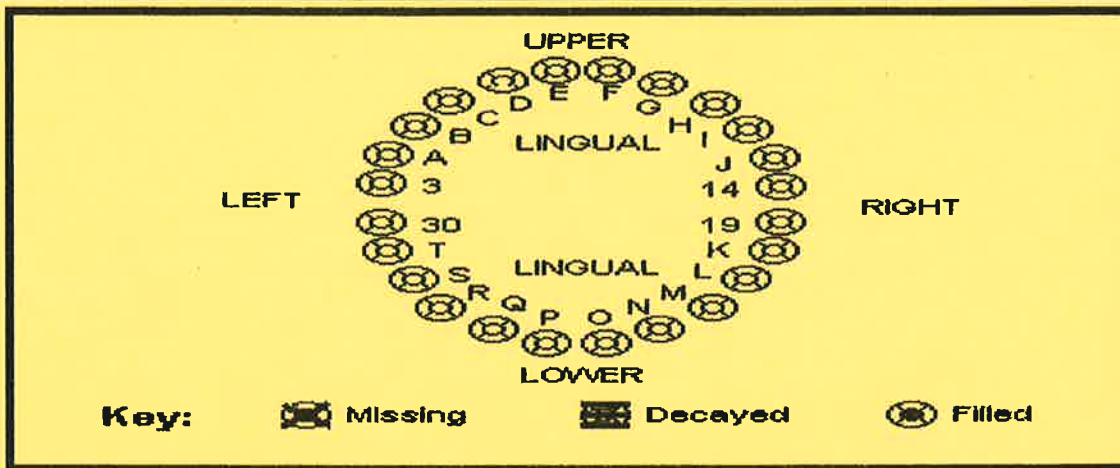 UPPER
E F
D G
C H
B I
LINGUAL
A J
3 14
LEFT RIGHT
30 19
T K
LINGUAL
S L
R M
Q N
P O
LOWER
Key: Missing Decayed Filled